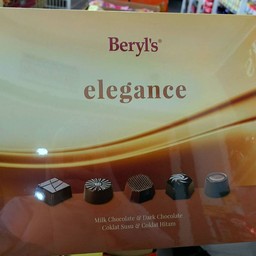 Beryl's®
elegance
Milk Chocolate & Dark Chocolate
Coklat Susu & Coklat Hitam